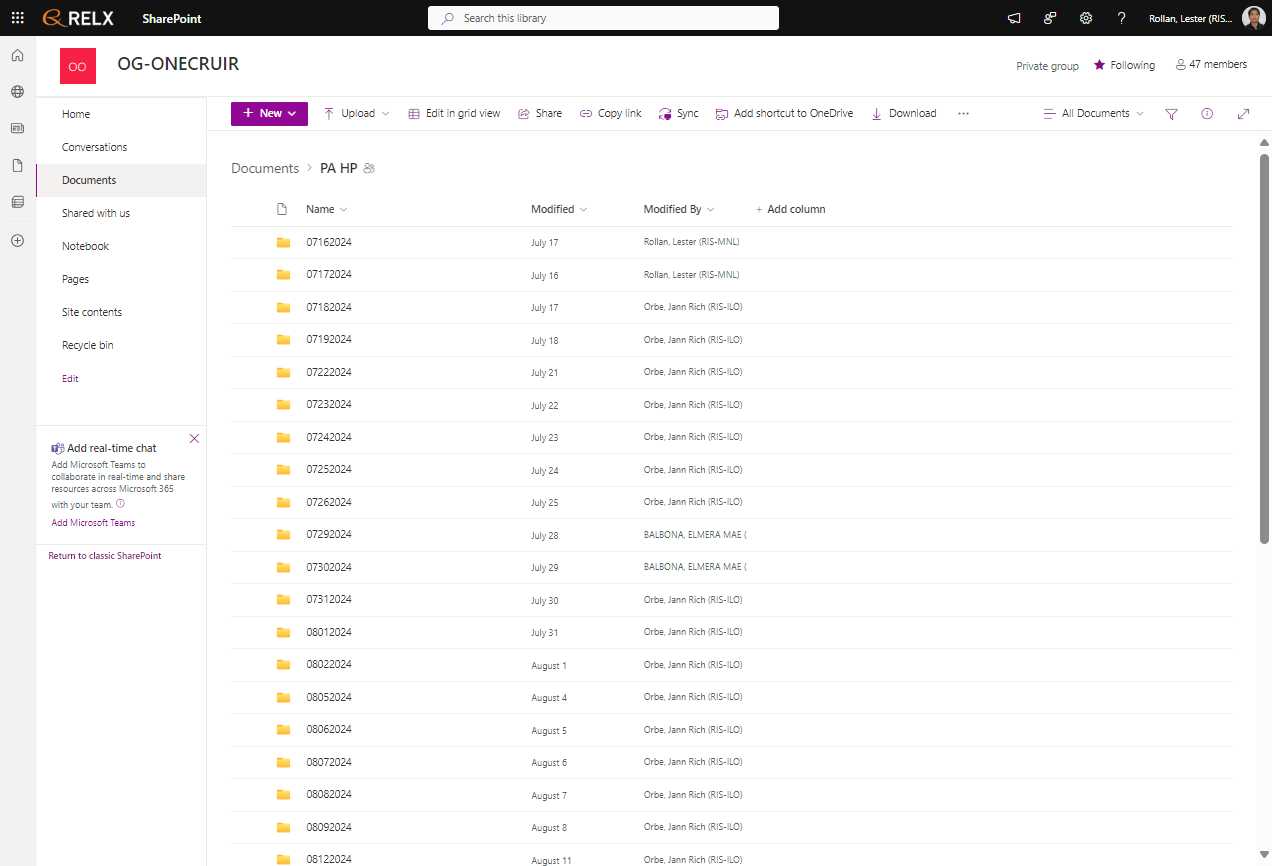 RELX SharePoint Search this library ? Rollan, Lester (RIS...
OO OG-ONECRUIR Private group Following 47 members
Home
Conversations
Documents
Shared with us
Notebook
Pages
Site contents
Recycle bin
Edit
Add real-time chat
Add Microsoft Teams to
collaborate in real-time and share
resources across Microsoft 365
with your team.
Add Microsoft Teams
Return to classic SharePoint
+ New Upload Edit in grid view Share Copy link Sync Add shortcut to OneDrive Download ... All Documents
Documents > PA HP
Name Modified Modified By + Add column
07162024 July 17 Rollan, Lester (RIS-MNL)
07172024 July 16 Rollan, Lester (RIS-MNL)
07182024 July 17 Orbe, Jann Rich (RIS-ILO)
07192024 July 18 Orbe, Jann Rich (RIS-ILO)
07222024 July 21 Orbe, Jann Rich (RIS-ILO)
07232024 July 22 Orbe, Jann Rich (RIS-ILO)
07242024 July 23 Orbe, Jann Rich (RIS-ILO)
07252024 July 24 Orbe, Jann Rich (RIS-ILO)
07262024 July 25 Orbe, Jann Rich (RIS-ILO)
07292024 July 28 BALBONA, ELMERA MAE (
07302024 July 29 BALBONA, ELMERA MAE (
07312024 July 30 Orbe, Jann Rich (RIS-ILO)
08012024 July 31 Orbe, Jann Rich (RIS-ILO)
08022024 August 1 Orbe, Jann Rich (RIS-ILO)
08052024 August 4 Orbe, Jann Rich (RIS-ILO)
08062024 August 5 Orbe, Jann Rich (RIS-ILO)
08072024 August 6 Orbe, Jann Rich (RIS-ILO)
08082024 August 7 Orbe, Jann Rich (RIS-ILO)
08092024 August 8 Orbe, Jann Rich (RIS-ILO)
08122024 August 11 Orbe, Jann Rich (RIS-ILO)